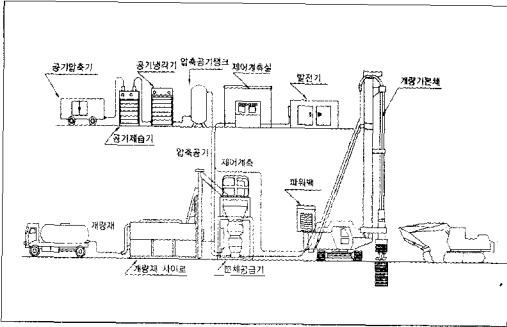 공기압축기
공기냉각기
압축공기탱크
제어계측실
발전기
개량기본체
공기제습기
압축공기
제어계측
파워팩
개량재
개량재 사이로
분체공급기